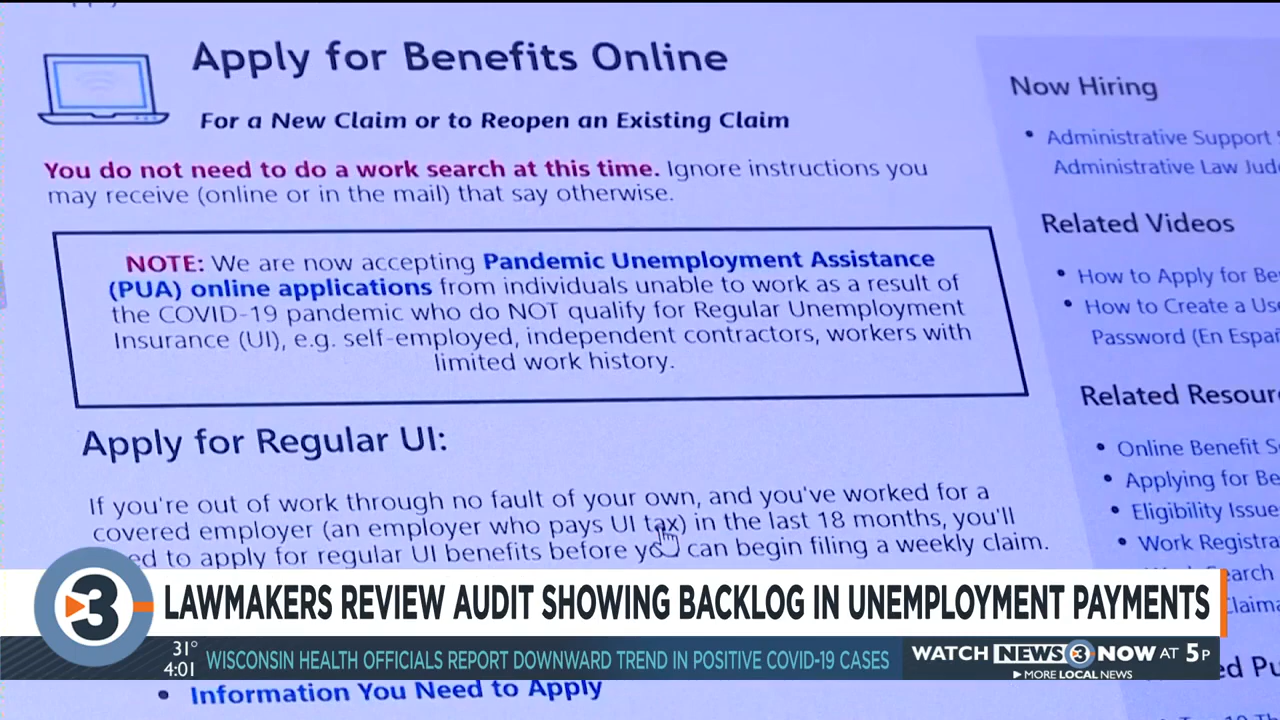 Apply for Benefits Online
For a New Claim or to Reopen an Existing Claim
You do not need to do a work search at this time. Ignore instructions you
may receive (online or in the mail) that say otherwise.
NOTE: We are now accepting Pandemic Unemployment Assistance
(PUA) online applications from individuals unable to work as a result of
the COVID-19 pandemic who do NOT qualify for Regular Unemployment
Insurance (UI), e.g. self-employed, independent contractors, workers with
limited work history.
Apply for Regular UI:
If you're out of work through no fault of your own, and you've worked for a
covered employer (an employer who pays UI tax) in the last 18 months, you'll
to apply for regular UI benefits before you can begin filing a weekly claim.
• Information You Need to Apply
Now Hiring
• Administrative Support
Administrative Law
Related Videos
• How to Apply for
• How to Create a
Password (En
Related
• Online Benefit
• Applying for
• Eligibility
• Work
3
LAWMAKERS REVIEW AUDIT SHOWING BACKLOG IN UNEMPLOYMENT PAYMENTS
31°
4:01
WISCONSIN HEALTH OFFICIALS REPORT DOWNWARD TREND IN POSITIVE COVID-19 CASES
WATCH NEWS 3 NOW AT 5P
MORE LOCAL NEWS